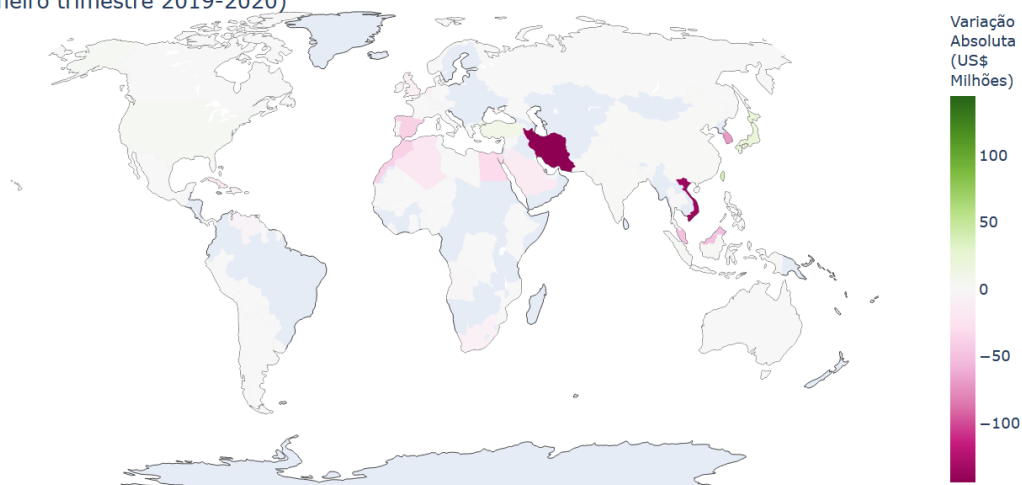 trimestre 2019-2020)
Variação
Absoluta
(US$
Milhões)
100
50
0
−50
−100